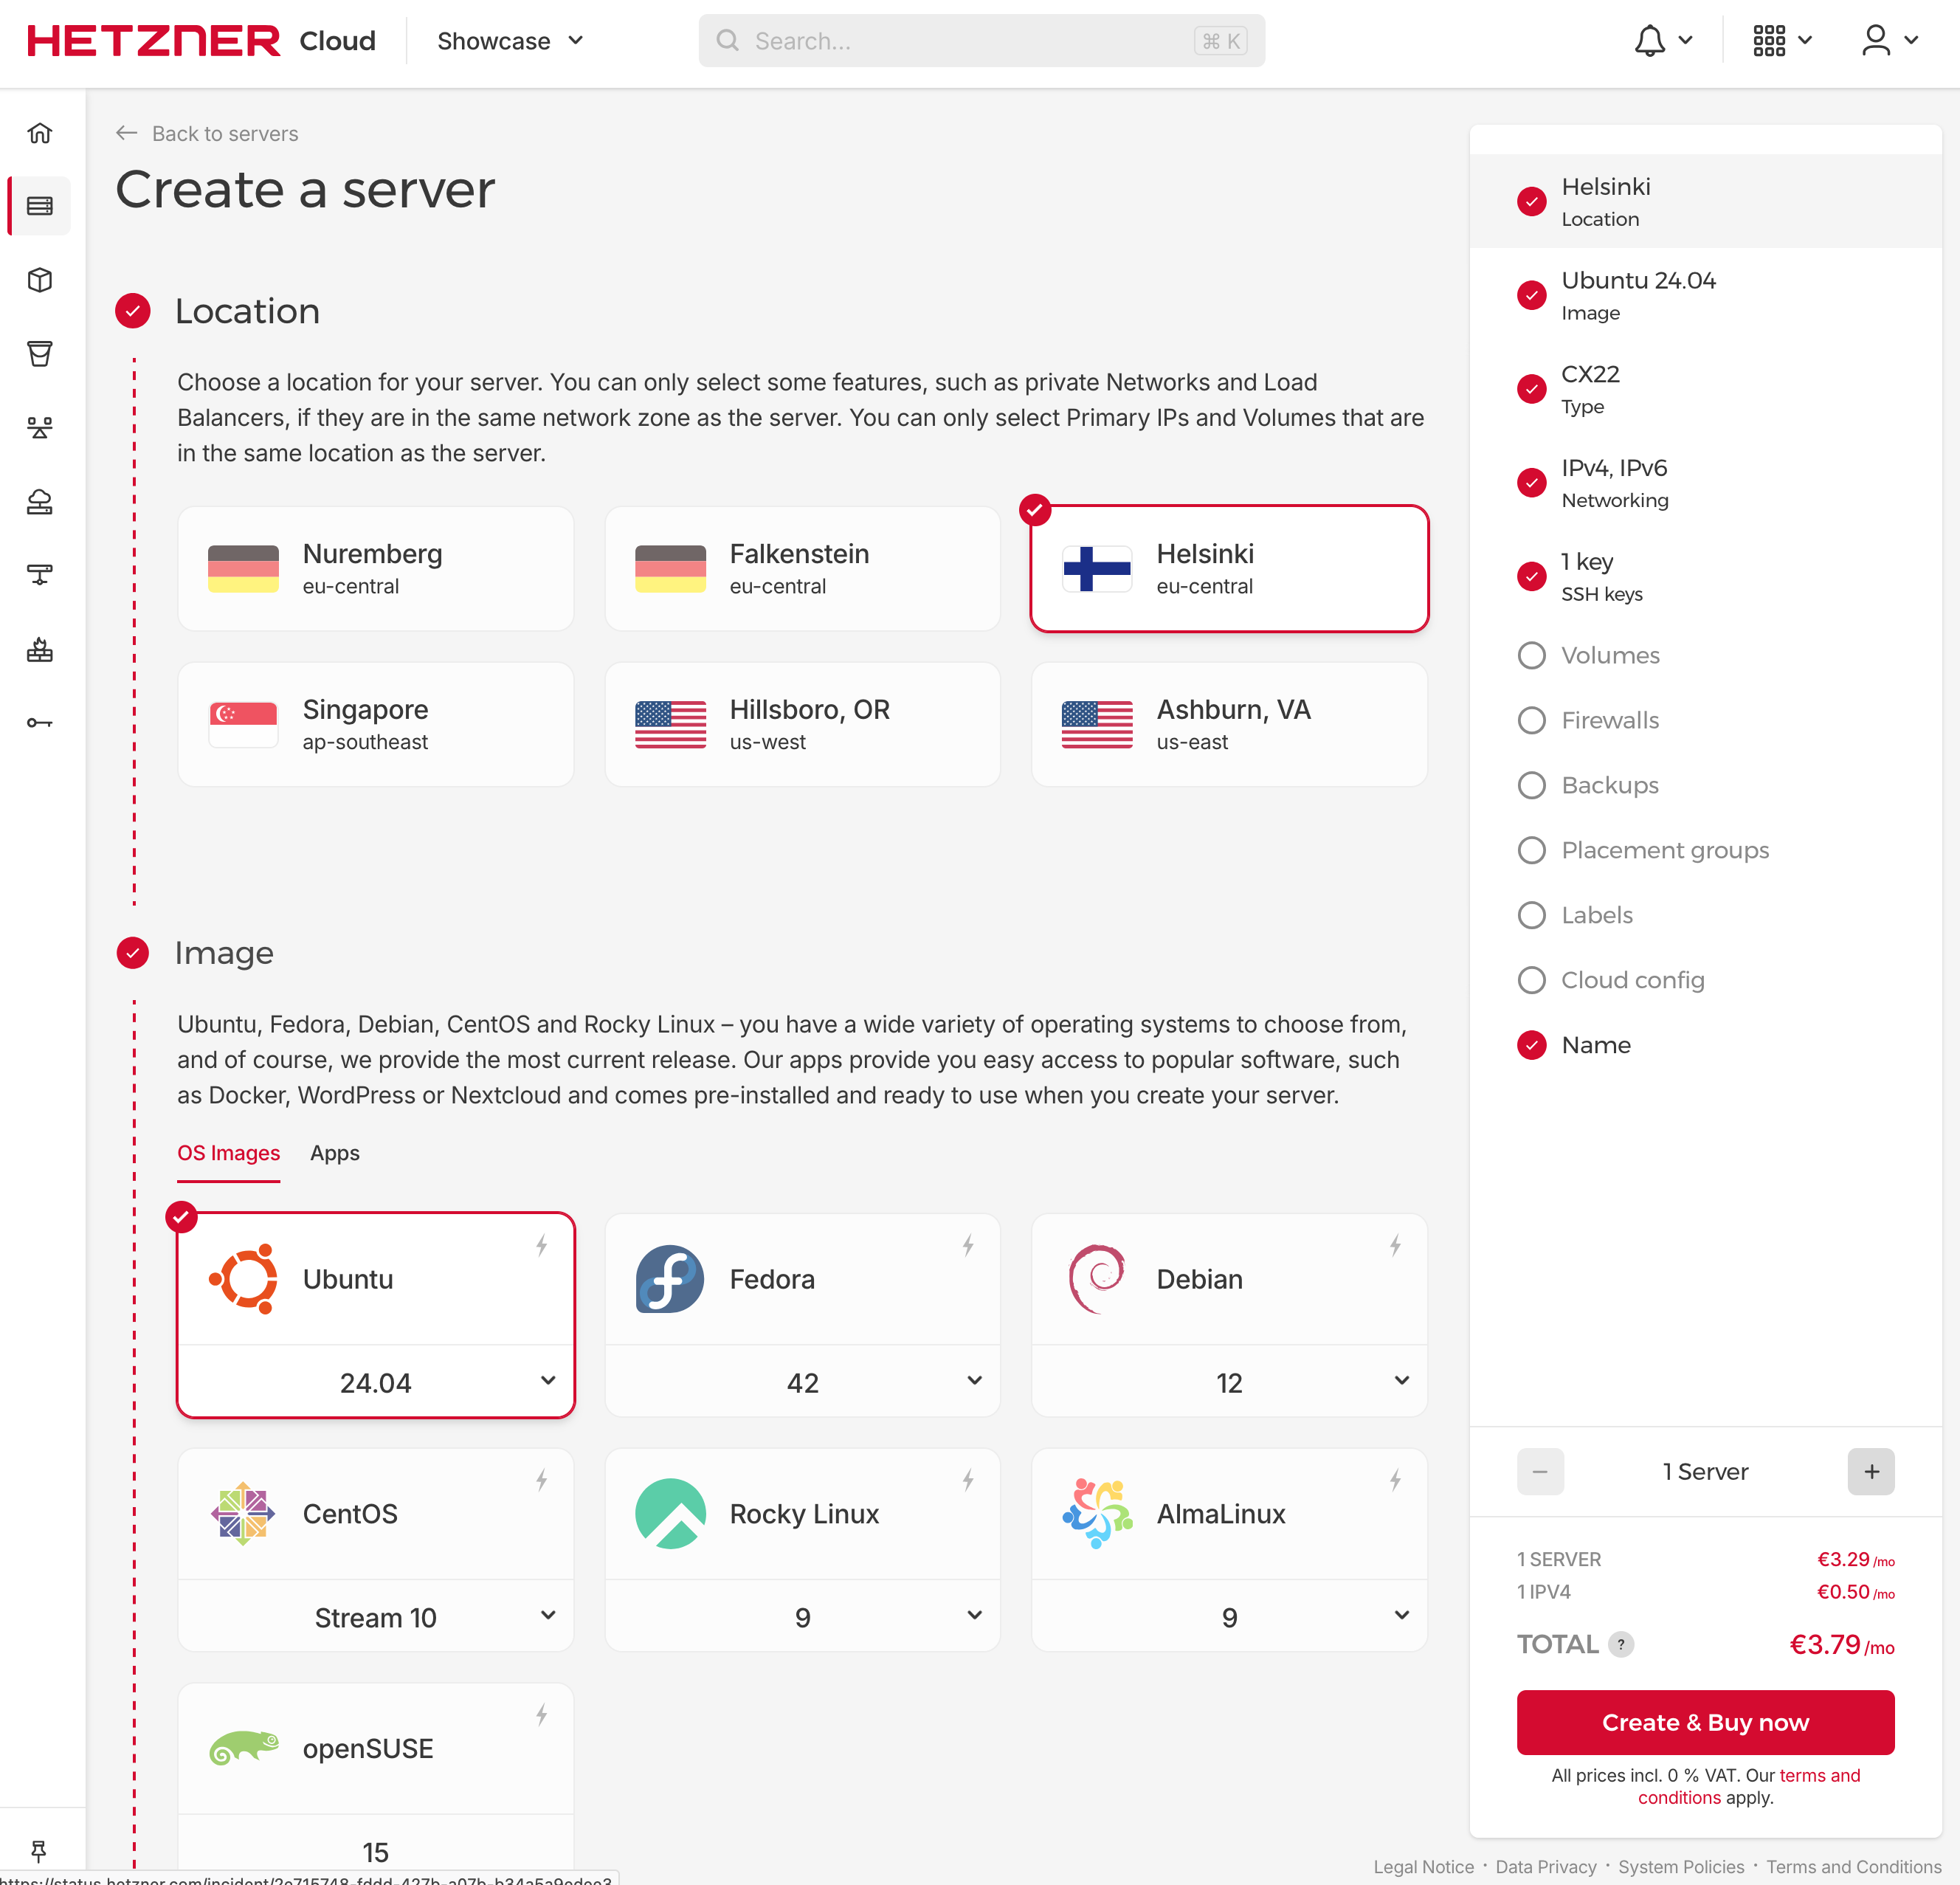 HETZNER Cloud
Showcase
Search...
⌘ K
Back to servers
Create a server
Location
Choose a location for your server. You can only select some features, such as private Networks and Load
Balancers, if they are in the same network zone as the server. You can only select Primary IPs and Volumes that are
in the same location as the server.
Nuremberg
eu-central
Falkenstein
eu-central
Helsinki
eu-central
Singapore
ap-southeast
Hillsboro, OR
us-west
Ashburn, VA
us-east
Image
Ubuntu, Fedora, Debian, CentOS and Rocky Linux – you have a wide variety of operating systems to choose from,
and of course, we provide the most current release. Our apps provide you easy access to popular software, such
as Docker, WordPress or Nextcloud and comes pre-installed and ready to use when you create your server.
OS Images
Apps
Ubuntu
24.04
Fedora
42
Debian
12
CentOS
Stream 10
Rocky Linux
9
AlmaLinux
9
openSUSE
15
Helsinki
Location
Ubuntu 24.04
Image
CX22
Type
IPv4, IPv6
Networking
1 key
SSH keys
Volumes
Firewalls
Backups
Placement groups
Labels
Cloud config
Name
− 1 Server +
1 SERVER €3.29 /mo
1 IPV4 €0.50 /mo
TOTAL ? €3.79 /mo
Create & Buy now
All prices incl. 0 % VAT. Our terms and
conditions apply.
Legal Notice · Data Privacy · System Policies · Terms and Conditions